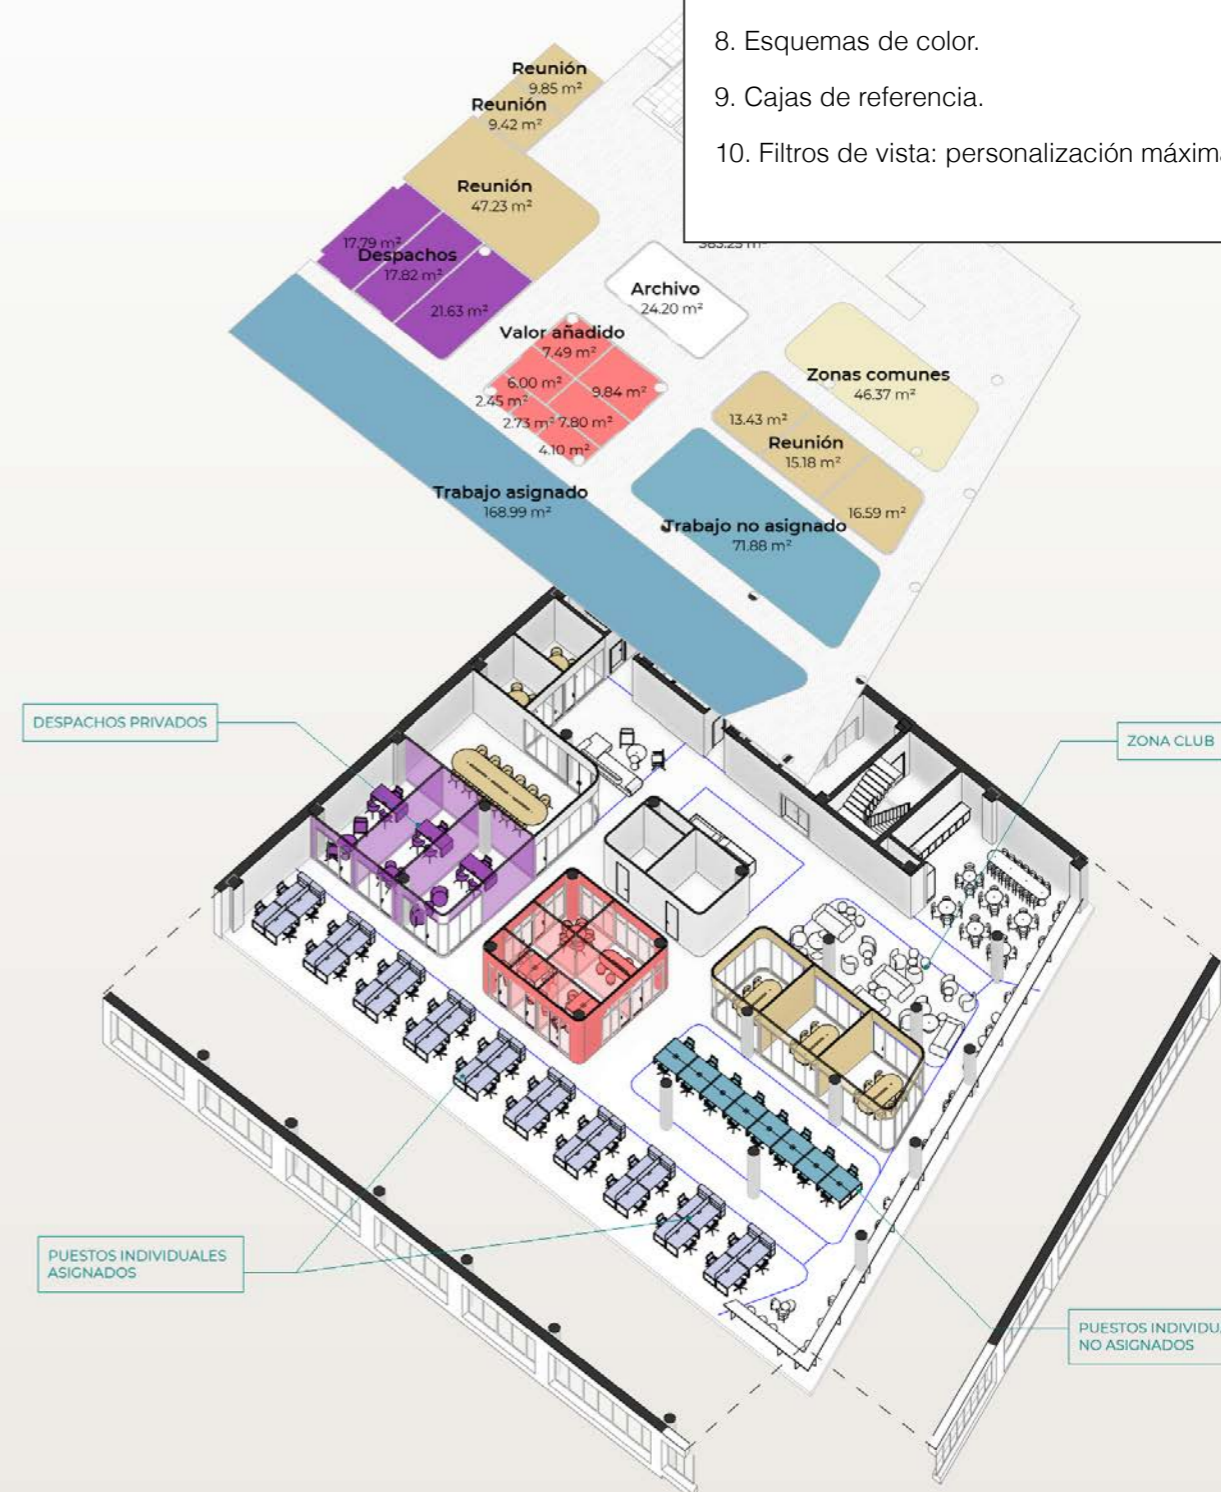 8. Esquemas de color.
9. Cajas de referencia.
10. Filtros de vista: personalización máxima
Reunión
9.85 m²
Reunión
9.42 m²
Reunión
47.23 m²
17.79 m²
Despachos
17.82 m²
21.63 m²
Archivo
24.20 m²
Valor añadido
7.49 m²
6.00 m²
9.84 m²
2.45 m²
2.73 m²
7.80 m²
4.10 m²
Zonas comunes
46.37 m²
13.43 m²
Reunión
15.18 m²
16.59 m²
Trabajo asignado
168.99 m²
Trabajo no asignado
71.88 m²
DESPACHOS PRIVADOS
ZONA CLUB
PUESTOS INDIVIDUALES
ASIGNADOS
PUESTOS INDIVIDU
NO ASIGNADOS